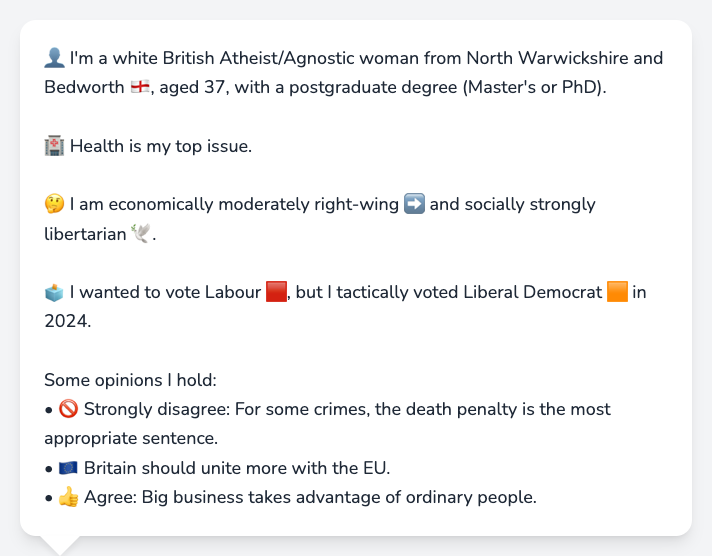 👤 I'm a white British Atheist/Agnostic woman from North Warwickshire and
Bedworth 🏴󠁧󠁢󠁥󠁮󠁧󠁿, aged 37, with a postgraduate degree (Master's or PhD).
🏥 Health is my top issue.
🤔 I am economically moderately right-wing ➡️ and socially strongly
libertarian 🕊️.
🗳️ I wanted to vote Labour 🟥, but I tactically voted Liberal Democrat 🟧 in
2024.
Some opinions I hold:
• 🚫 Strongly disagree: For some crimes, the death penalty is the most
appropriate sentence.
• 🇪🇺 Britain should unite more with the EU.
• 👍 Agree: Big business takes advantage of ordinary people.